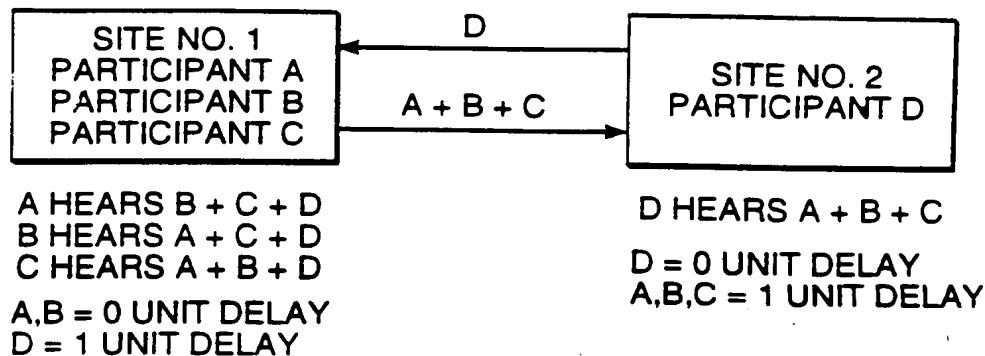 SITE NO. 1
PARTICIPANT A
PARTICIPANT B
PARTICIPANT C
D
A + B + C
SITE NO. 2
PARTICIPANT D
A HEARS B + C + D
B HEARS A + C + D
C HEARS A + B + D
A,B = 0 UNIT DELAY
D = 1 UNIT DELAY
D HEARS A + B + C
D = 0 UNIT DELAY
A,B,C = 1 UNIT DELAY